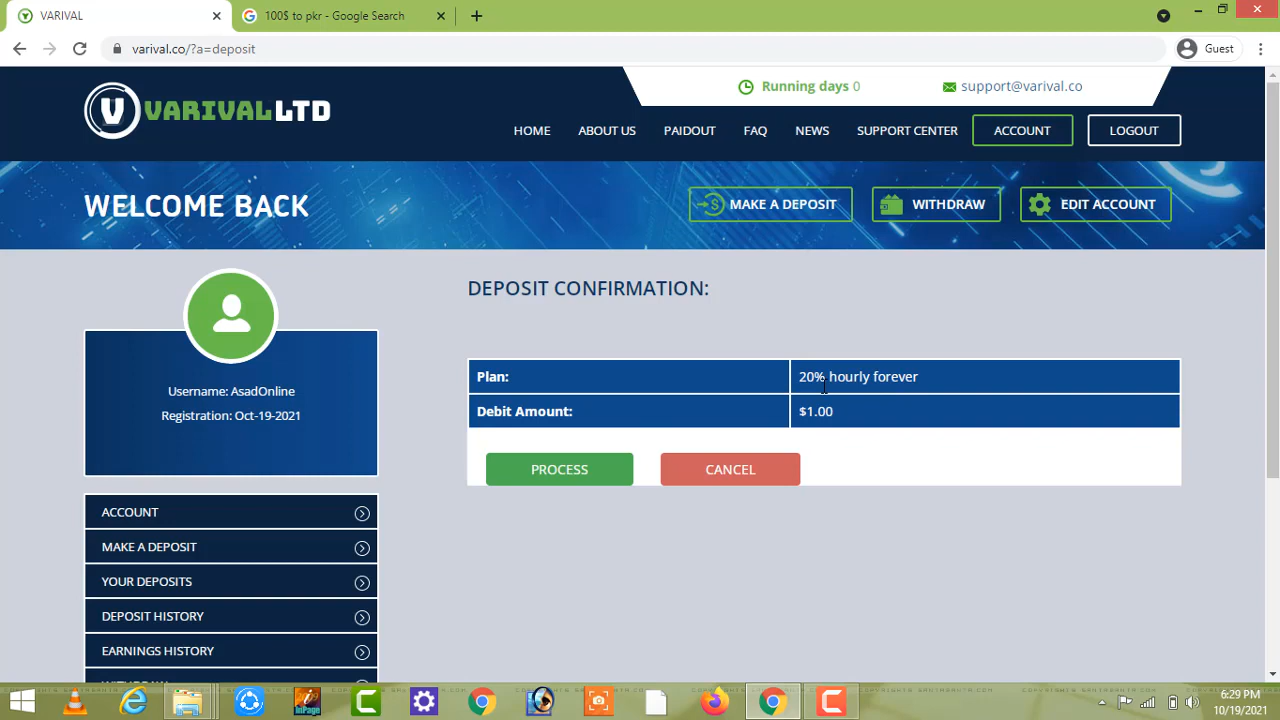 VARIVAL
100$ to pkr - Google Search
varival.co/?a=deposit
Guest
V VARIVAL LTD
Running days 0
support@varival.co
HOME
ABOUT US
PAIDOUT
FAQ
NEWS
SUPPORT CENTER
ACCOUNT
LOGOUT
WELCOME BACK
MAKE A DEPOSIT
WITHDRAW
EDIT ACCOUNT
Username: AsadOnline
Registration: Oct-19-2021
ACCOUNT
MAKE A DEPOSIT
YOUR DEPOSITS
DEPOSIT HISTORY
EARNINGS HISTORY
DEPOSIT CONFIRMATION:
Plan: 20% hourly forever
Debit Amount: $1.00
PROCESS
CANCEL
InPage
6:29 PM
10/19/2021